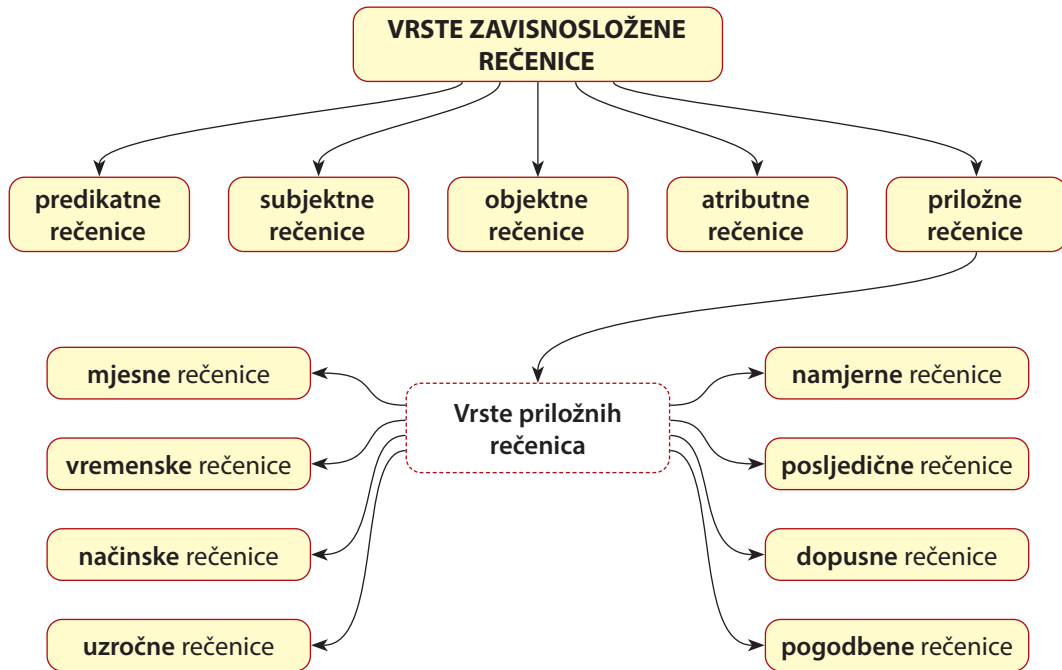 VRSTE ZAVISNOSLOŽENE
REČENICE
predikatne
rečenice
subjektne
rečenice
objektne
rečenice
atributne
rečenice
priložne
rečenice
mjesne rečenice
vremenske rečenice
načinske rečenice
uzročne rečenice
Vrste priložnih
rečenica
namjerne rečenice
posljedične rečenice
dopusne rečenice
pogodbene rečenice